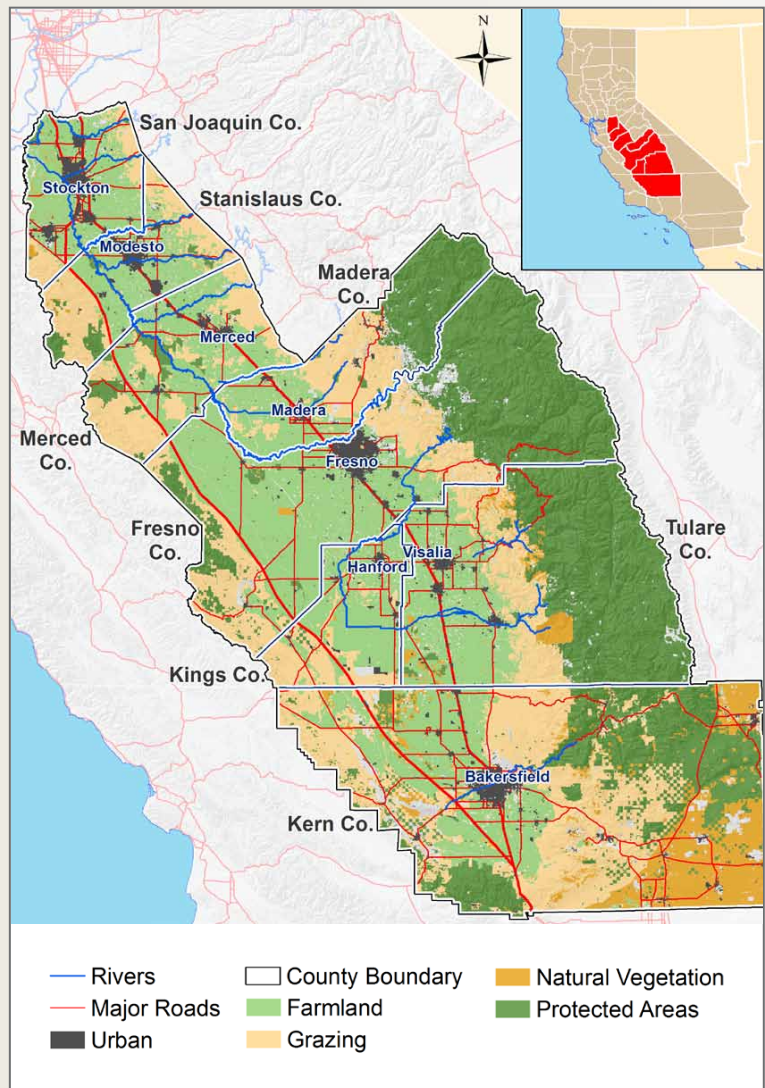 N
San Joaquin Co.
Stockton
Stanislaus Co.
Modesto
Madera
Co.
Merced
Madera
Merced
Co.
Fresno
Fresno
Co.
Tulare
Co.
Visalia
Hanford
Kings Co.
Bakersfield
Kern Co.
Rivers
County Boundary
Natural Vegetation
Major Roads
Farmland
Protected Areas
Urban
Grazing